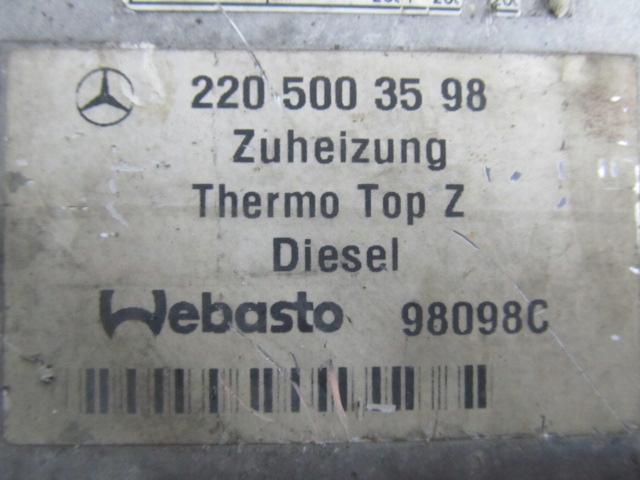 220 500 35 98
Zuheizung
Thermo Top Z
Diesel
Webasto 98098C